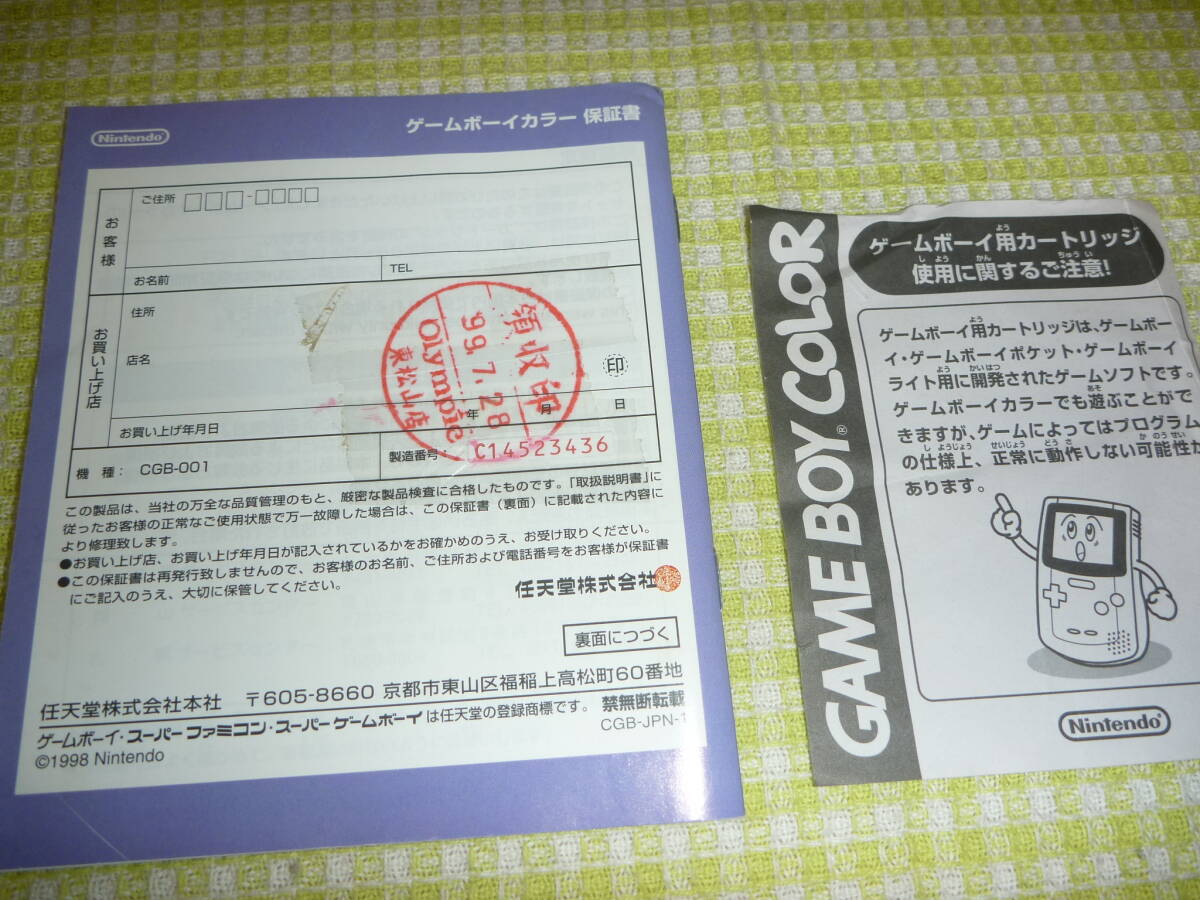 Nintendo
ゲームボーイカラー 保証書
お客様
ご住所
お名前
TEL
お買い上げ店
住所
店名
印
お買い上げ年月日
年 月 日
機 種： CGB-001
製造番号：
C14523436
領収印
'99.7.28
Olympic
東松山店
この製品は、当社の万全な品質管理のもと、厳密な製品検査に合格したものです。「取扱説明書」に
従ったお客様の正常なご使用状態で万一故障した場合は、この保証書（裏面）に記載された内容に
より修理致します。
●お買い上げ店、お買い上げ年月日が記入されているかをお確かめのうえ、お受け取りください。
●この保証書は再発行致しませんので、お客様のお名前、ご住所および電話番号をお客様が保証書
にご記入のうえ、大切に保管してください。
任天堂株式会社
裏面につづく
任天堂株式会社本社 〒605-8660 京都市東山区福稲上高松町60番地
ゲームボーイ・スーパーファミコン・スーパーゲームボーイは任天堂の登録商標です。 禁無断転載
©1998 Nintendo
CGB-JPN-1
GAME BOY® COLOR
ゲームボーイ用カートリッジ
使用に関するご注意!
ゲームボーイ用カートリッジは、ゲームボー
イ・ゲームボーイポケット・ゲームボーイ
ライト用に開発されたゲームソフトです。
ゲームボーイカラーでも遊ぶことがで
きますが、ゲームによってはプログラム
の仕様上、正常に動作しない可能性が
あります。
Nintendo